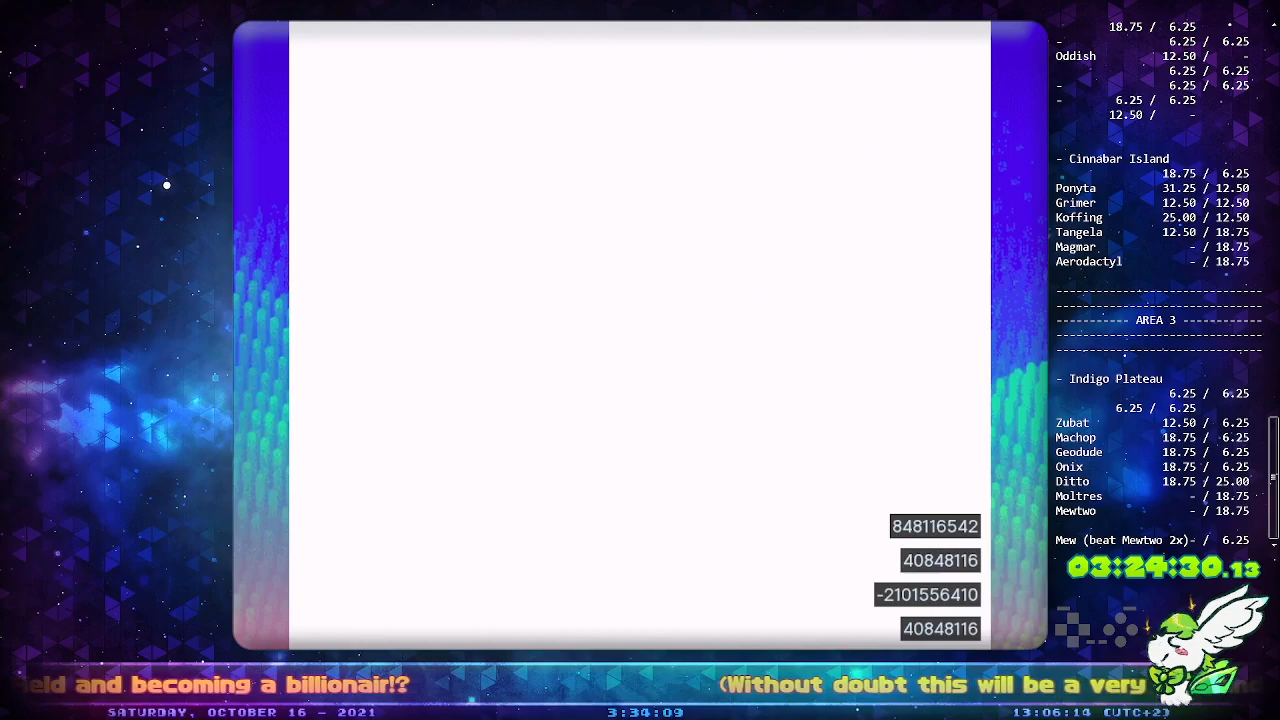 18.75 / 6.25
- 6.25 / 6.25
Oddish 12.50 / -
6.25 / 6.25
- 6.25 / 6.25
- 6.25 / 6.25
12.50 / -
- Cinnabar Island
18.75 / 6.25
Ponyta 31.25 / 12.50
Grimer 12.50 / 12.50
Koffing 25.00 / 12.50
Tangela 12.50 / 18.75
Magmar - / 18.75
Aerodactyl - / 18.75
------------------------------
------------------------------
----------- AREA 3 ------------
------------------------------
------------------------------
- Indigo Plateau
6.25 / 6.25
6.25 / 6.25
Zubat 12.50 / 6.25
Machop 18.75 / 6.25
Geodude 18.75 / 6.25
Onix 18.75 / 6.25
Ditto 18.75 / 25.00
Moltres - / 18.75
Mewtwo - / 18.75
Mew (beat Mewtwo 2x)- / 6.25
848116542
40848116
-2101556410
40848116
03:24:30.13
eld and becoming a billionair!? (Without doubt this will be a very
SATURDAY, OCTOBER 16 - 2021 3:34:09 13:06:14 (UTC+2)